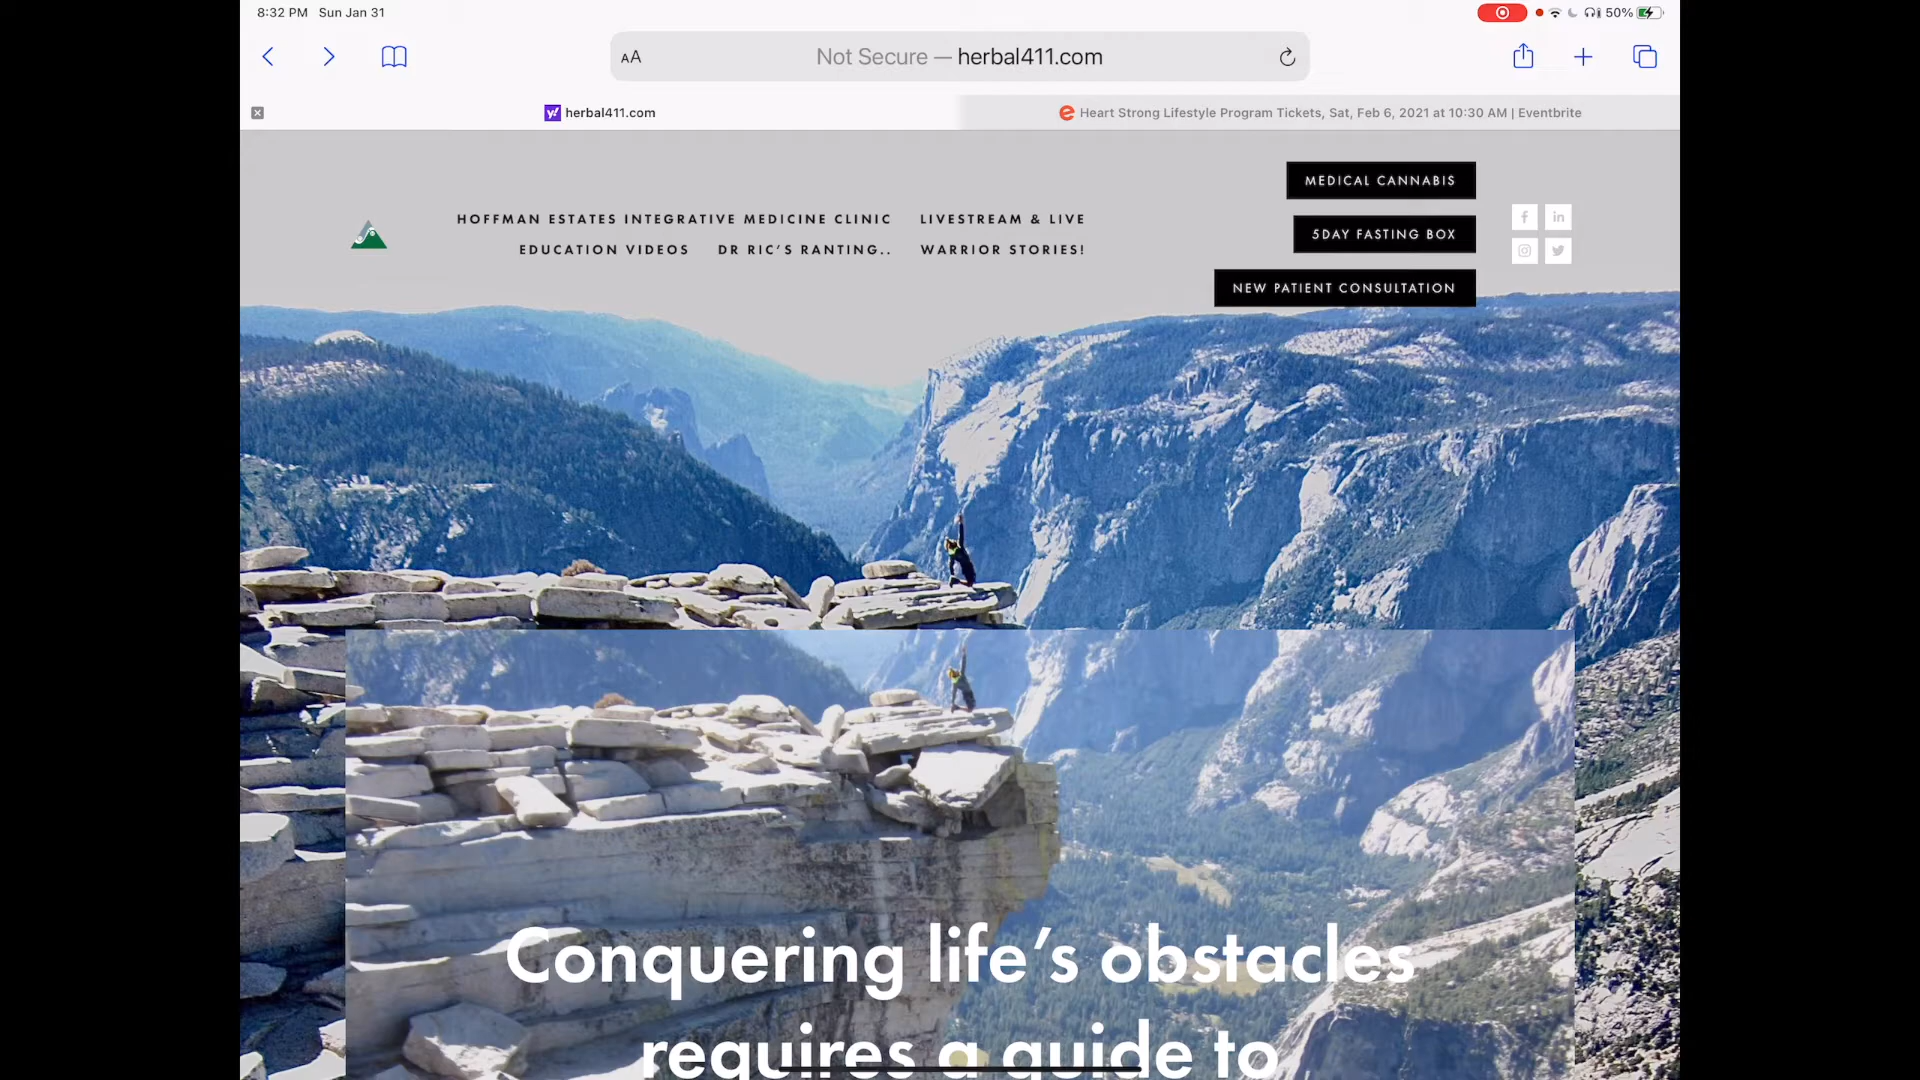 8:32 PM Sun Jan 31
50%
AA
Not Secure — herbal411.com
y! herbal411.com
e Heart Strong Lifestyle Program Tickets, Sat, Feb 6, 2021 at 10:30 AM | Eventbrite
MEDICAL CANNABIS
HOFFMAN ESTATES INTEGRATIVE MEDICINE CLINIC LIVESTREAM & LIVE
f in
5DAY FASTING BOX
EDUCATION VIDEOS DR RIC'S RANTING.. WARRIOR STORIES!
NEW PATIENT CONSULTATION
Conquering life's obstacles
requires a guide to